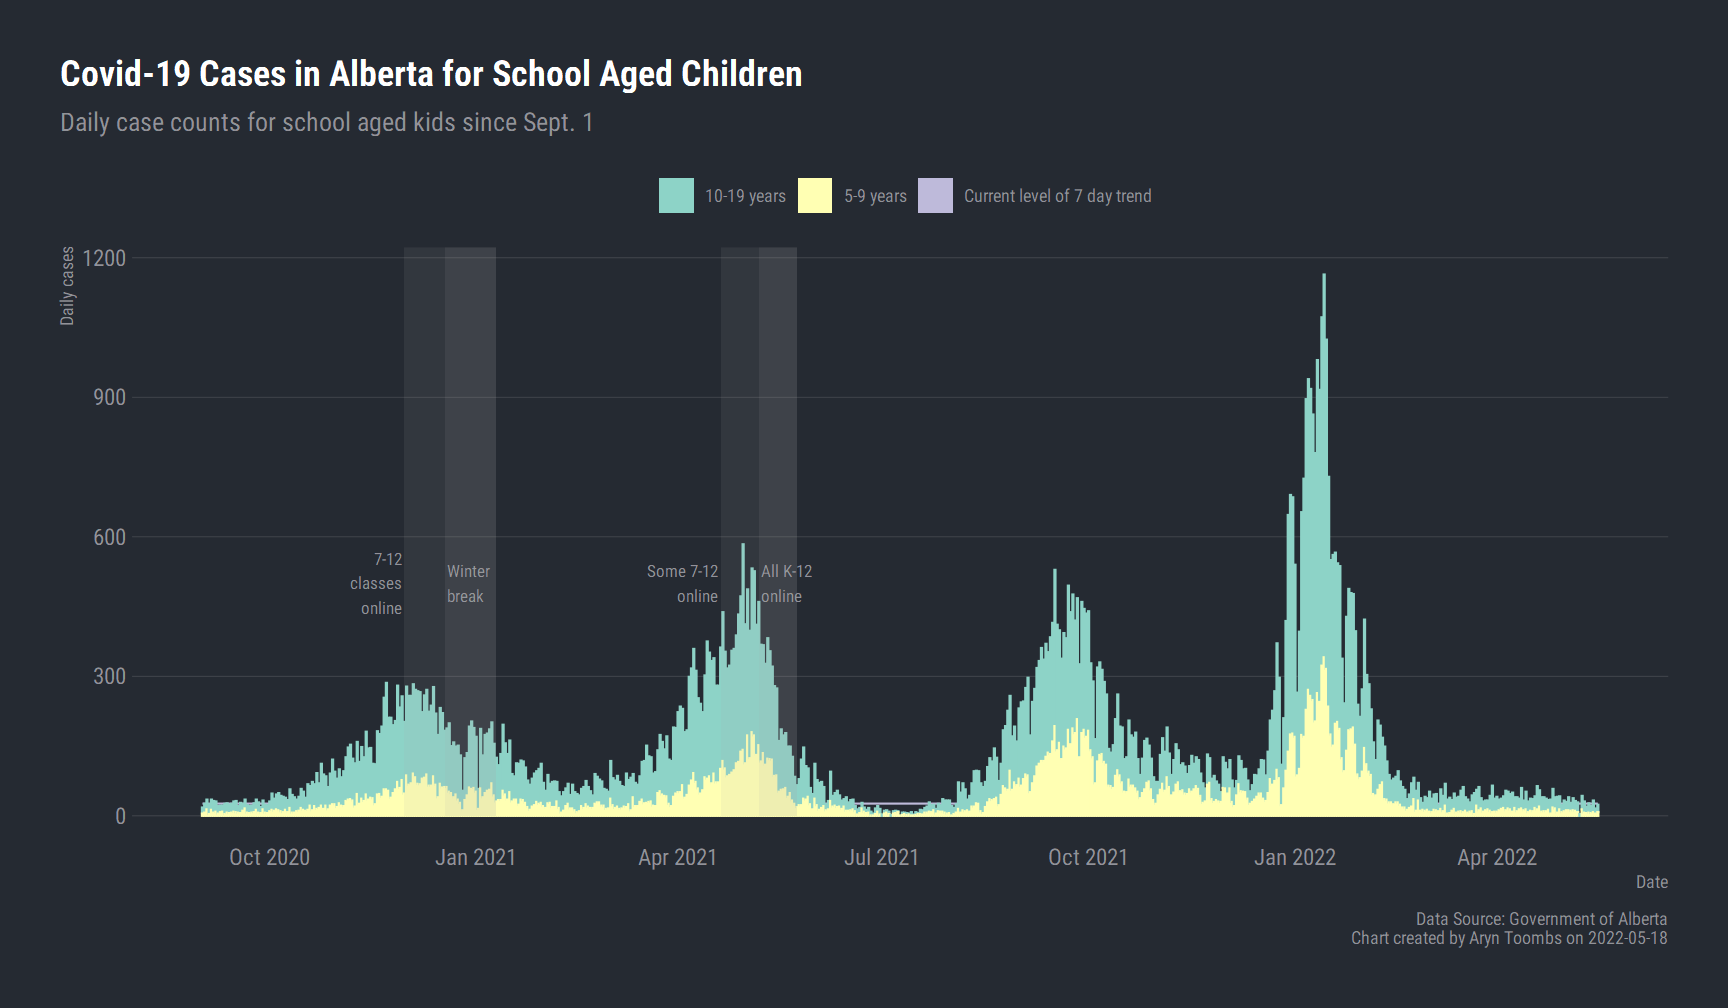 Covid-19 Cases in Alberta for School Aged Children
Daily case counts for school aged kids since Sept. 1
10-19 years
5-9 years
Current level of 7 day trend
Daily cases
1200
900
600
300
0
7-12
classes
online
Winter
break
Some 7-12
online
All K-12
online
Oct 2020
Jan 2021
Apr 2021
Jul 2021
Oct 2021
Jan 2022
Apr 2022
Date
Data Source: Government of Alberta
Chart created by Aryn Toombs on 2022-05-18